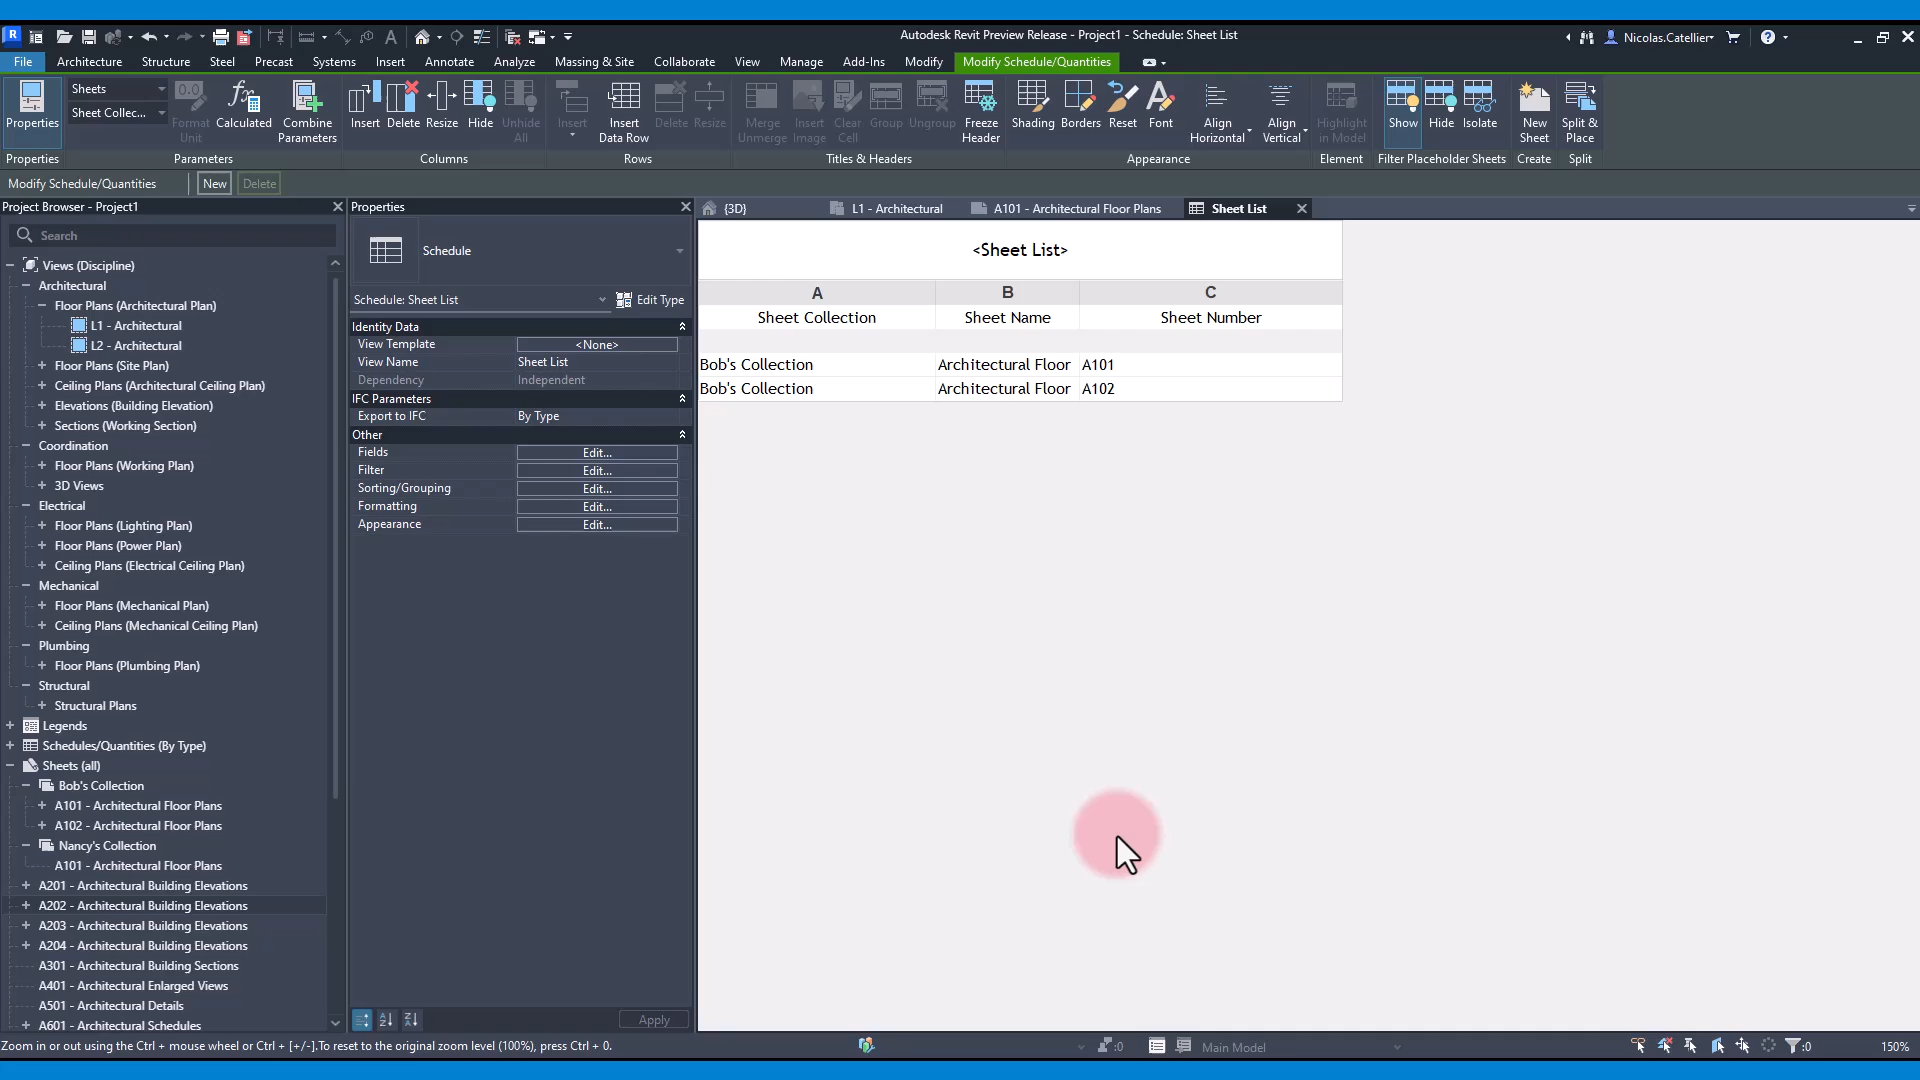 Autodesk Revit Preview Release - Project1 - Schedule: Sheet List
Nicolas.Catellier
File Architecture Structure Steel Precast Systems Insert Annotate Analyze Massing & Site Collaborate View Manage Add-Ins Modify Modify Schedule/Quantities
Properties
Sheets
Sheet Collec...
Format Unit
Calculated
Combine Parameters
Insert Delete Resize Hide Unhide All
Insert
Insert Data Row
Delete Resize
Merge Unmerge
Insert Image
Clear Cell
Group Ungroup
Freeze Header
Shading Borders Reset Font
Align Horizontal
Align Vertical
Highlight in Model
Show Hide Isolate
New Sheet
Split & Place
Properties Parameters Columns Rows Titles & Headers Appearance Element Filter Placeholder Sheets Create Split
Modify Schedule/Quantities New Delete
Project Browser - Project1
Search
Views (Discipline)
Architectural
Floor Plans (Architectural Plan)
L1 - Architectural
L2 - Architectural
Floor Plans (Site Plan)
Ceiling Plans (Architectural Ceiling Plan)
Elevations (Building Elevation)
Sections (Working Section)
Coordination
Floor Plans (Working Plan)
3D Views
Electrical
Floor Plans (Lighting Plan)
Floor Plans (Power Plan)
Ceiling Plans (Electrical Ceiling Plan)
Mechanical
Floor Plans (Mechanical Plan)
Ceiling Plans (Mechanical Ceiling Plan)
Plumbing
Floor Plans (Plumbing Plan)
Structural
Structural Plans
Legends
Schedules/Quantities (By Type)
Sheets (all)
Bob's Collection
A101 - Architectural Floor Plans
A102 - Architectural Floor Plans
Nancy's Collection
A101 - Architectural Floor Plans
A201 - Architectural Building Elevations
A202 - Architectural Building Elevations
A203 - Architectural Building Elevations
A204 - Architectural Building Elevations
A301 - Architectural Building Sections
A401 - Architectural Enlarged Views
A501 - Architectural Details
A601 - Architectural Schedules
Properties
Schedule
Schedule: Sheet List Edit Type
Identity Data
View Template <None>
View Name Sheet List
Dependency Independent
IFC Parameters
Export to IFC By Type
Other
Fields Edit...
Filter Edit...
Sorting/Grouping Edit...
Formatting Edit...
Appearance Edit...
Apply
{3D} L1 - Architectural A101 - Architectural Floor Plans Sheet List
<Sheet List>
A B C
Sheet Collection Sheet Name Sheet Number
Bob's Collection Architectural Floor A101
Bob's Collection Architectural Floor A102
Zoom in or out using the Ctrl + mouse wheel or Ctrl + [+/-].To reset to the original zoom level (100%), press Ctrl + 0.
:0 Main Model :0 150%